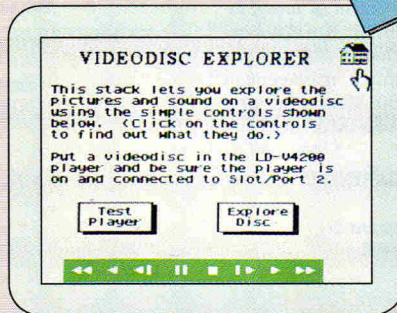 VIDEODISC EXPLORER
This stack lets you explore the
pictures and sound on a videodisc
using the simple controls shown
below. (Click on the controls
to find out what they do.)
Put a videodisc in the LD-V4200
player and be sure the player is
on and connected to Slot/Port 2.
Test
Player
Explore
Disc